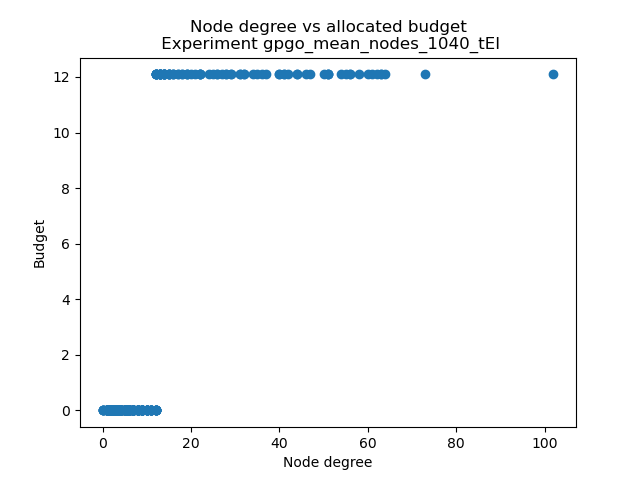 Node degree vs allocated budget
Experiment gpgo_mean_nodes_1040_tEI
12
10
8
6
4
2
0
Budget
0 20 40 60 80 100
Node degree